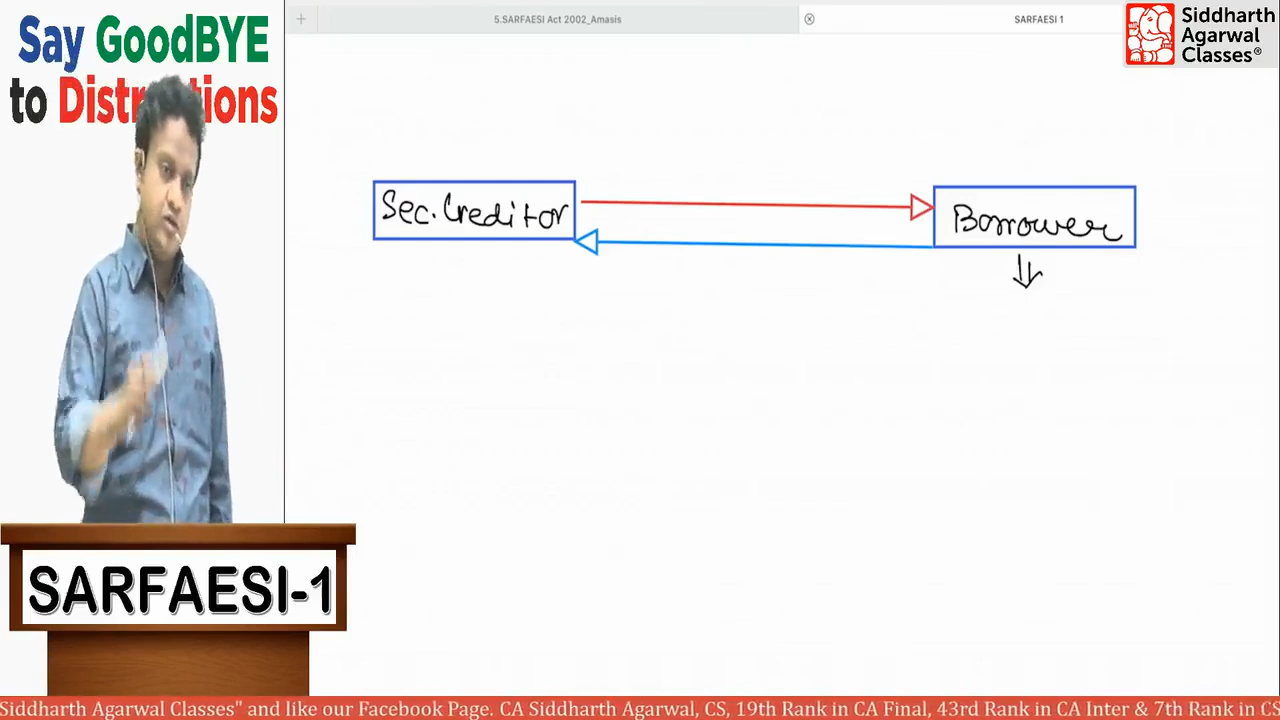 Say GoodBYE
to Distr tions
5.SARFAESI Act 2002_Amasis
SARFAESI 1
Siddharth
Agarwal
Classes®
Sec. Creditor
Borrower
SARFAESI-1
Siddharth Agarwal Classes" and like our Facebook Page. CA Siddharth Agarwal, CS, 19th Rank in CA Final, 43rd Rank in CA Inter & 7th Rank in CS